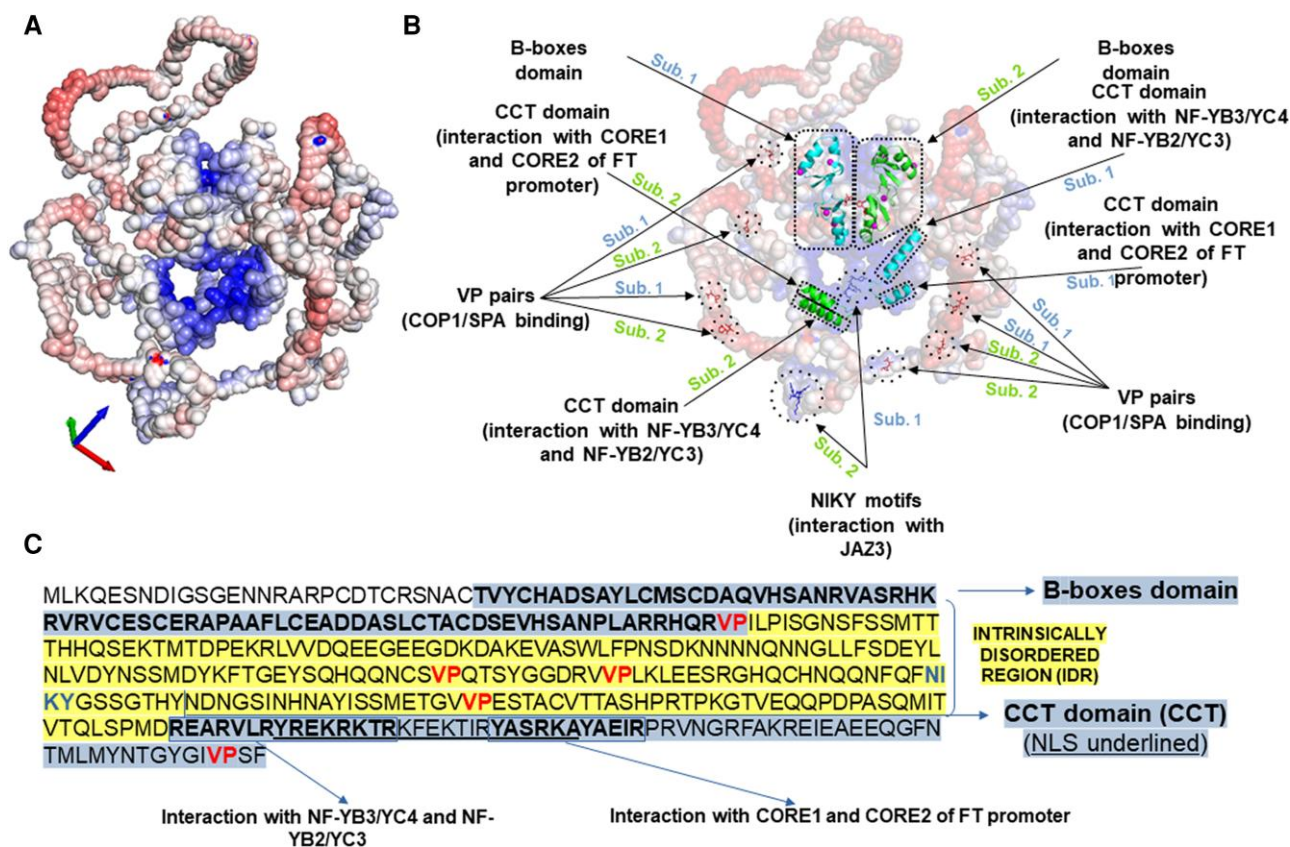 A
B
B-boxes
domain
Sub. 1
Sub. 2
B-boxes
domain
CCT domain
(interaction with CORE1
and CORE2 of FT
promoter)
CCT domain
(interaction with NF-YB3/YC4
and NF-YB2/YC3)
Sub. 1
CCT domain
(interaction with CORE1
and CORE2 of FT
promoter)
Sub. 1
Sub. 2
Sub. 1
Sub. 2
Sub. 1
Sub. 2
VP pairs
(COP1/SPA binding)
Sub. 1
Sub. 1
Sub. 2
Sub. 2
VP pairs
(COP1/SPA binding)
Sub. 2
CCT domain
(interaction with NF-YB3/YC4
and NF-YB2/YC3)
Sub. 1
Sub. 2
NIKY motifs
(interaction with
JAZ3)
C
MLKQESNDIGSGENNRARPCDTCRSNACTVYCHADSAYLCMSCDAQVHSANRVASRHK
RVRVCESCERAPAAFLCEADDASLCTACDSEVHSANPLARRHQRVPILPISGNSFSSMTT
THHQSEKTMTDPEKRLVVDQEEGEEGDKDAKEVASWLFPNSDKNNNNQNNGLLFSDEYL
NLVDYNSSMDYKFTGEYSQHQQNCSVPQTSYGGDRVVPLKLEESRGHQCHNQQNFQFNI
KYGSSGTHYNDNGSINHNAYISSMETGVVPESTACVTTASHPRTPKGTVEQQPDPASQMIT
VTQLSPMDREARVLRYREKRKTRKFEKTIRYASRKAYAEIRPRVNGRFAKREIEAEEQGFN
TMLMYNTGYGIVPSF
B-boxes domain
INTRINSICALLY
DISORDERED
REGION (IDR)
CCT domain (CCT)
(NLS underlined)
Interaction with NF-YB3/YC4 and NF-
YB2/YC3
Interaction with CORE1 and CORE2 of FT promoter